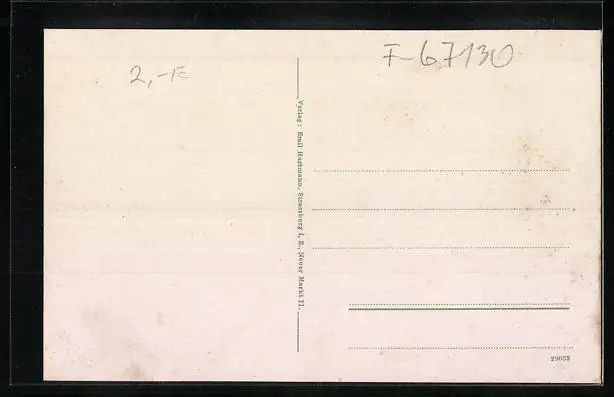 2,-E
F-67130
Verlag: Emil Hartmann, Strassburg i, E., Neuer Markt 11.
29033